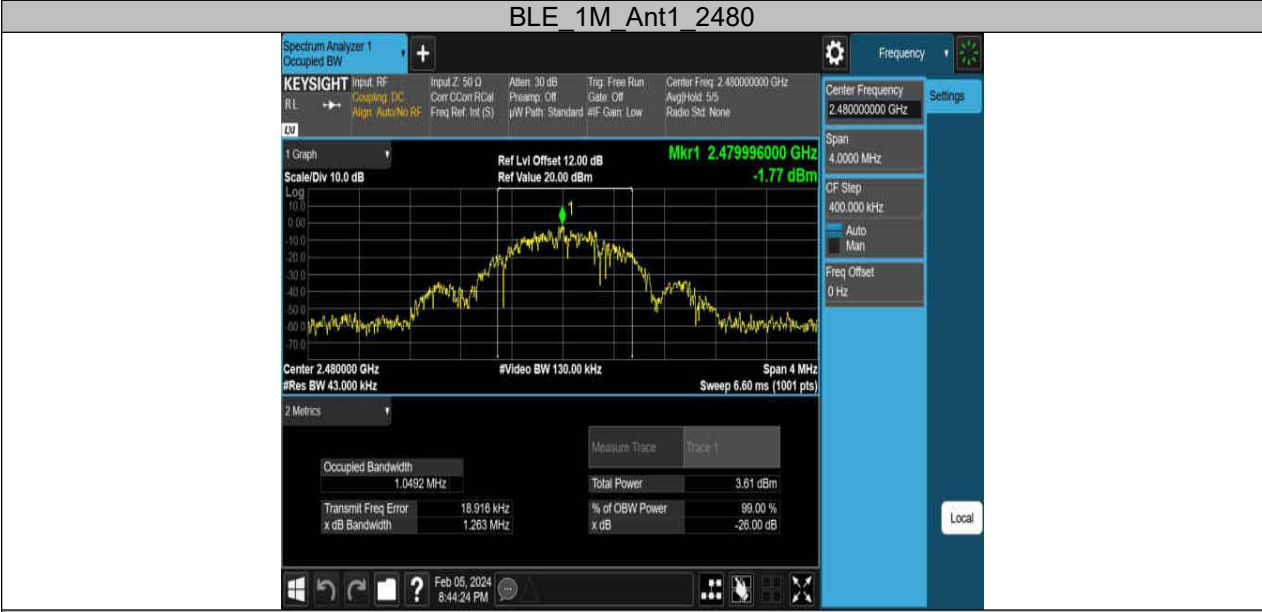 BLE_1M_Ant1_2480
Spectrum Analyzer 1
Occupied BW
+
Frequency
KEYSIGHT
RL
LXI
Input: RF
Coupling: DC
Align: Auto/No RF
Input Z: 50 Ω
Corr CCorr RCal
Freq Ref: Int (S)
Atten: 30 dB
Preamp: Off
µW Path: Standard
Trig: Free Run
Gate: Off
#IF Gain: Low
Center Freq: 2.480000000 GHz
Avg|Hold: 5/5
Radio Std: None
Center Frequency
2.480000000 GHz
Settings
Span
4.0000 MHz
CF Step
400.000 kHz
Auto
Man
Freq Offset
0 Hz
Local
1 Graph
Scale/Div 10.0 dB
Ref Lvl Offset 12.00 dB
Ref Value 20.00 dBm
Mkr1 2.479996000 GHz
-1.77 dBm
Log
10.0
0.00
-10.0
-20.0
-30.0
-40.0
-50.0
-60.0
-70.0
1
Center 2.480000 GHz
#Res BW 43.000 kHz
#Video BW 130.00 kHz
Span 4 MHz
Sweep 6.60 ms (1001 pts)
2 Metrics
Measure Trace Trace 1
Occupied Bandwidth
1.0492 MHz
Total Power 3.61 dBm
Transmit Freq Error 18.916 kHz
% of OBW Power 99.00 %
x dB Bandwidth 1.263 MHz
x dB -26.00 dB
?
Feb 05, 2024
8:44:24 PM